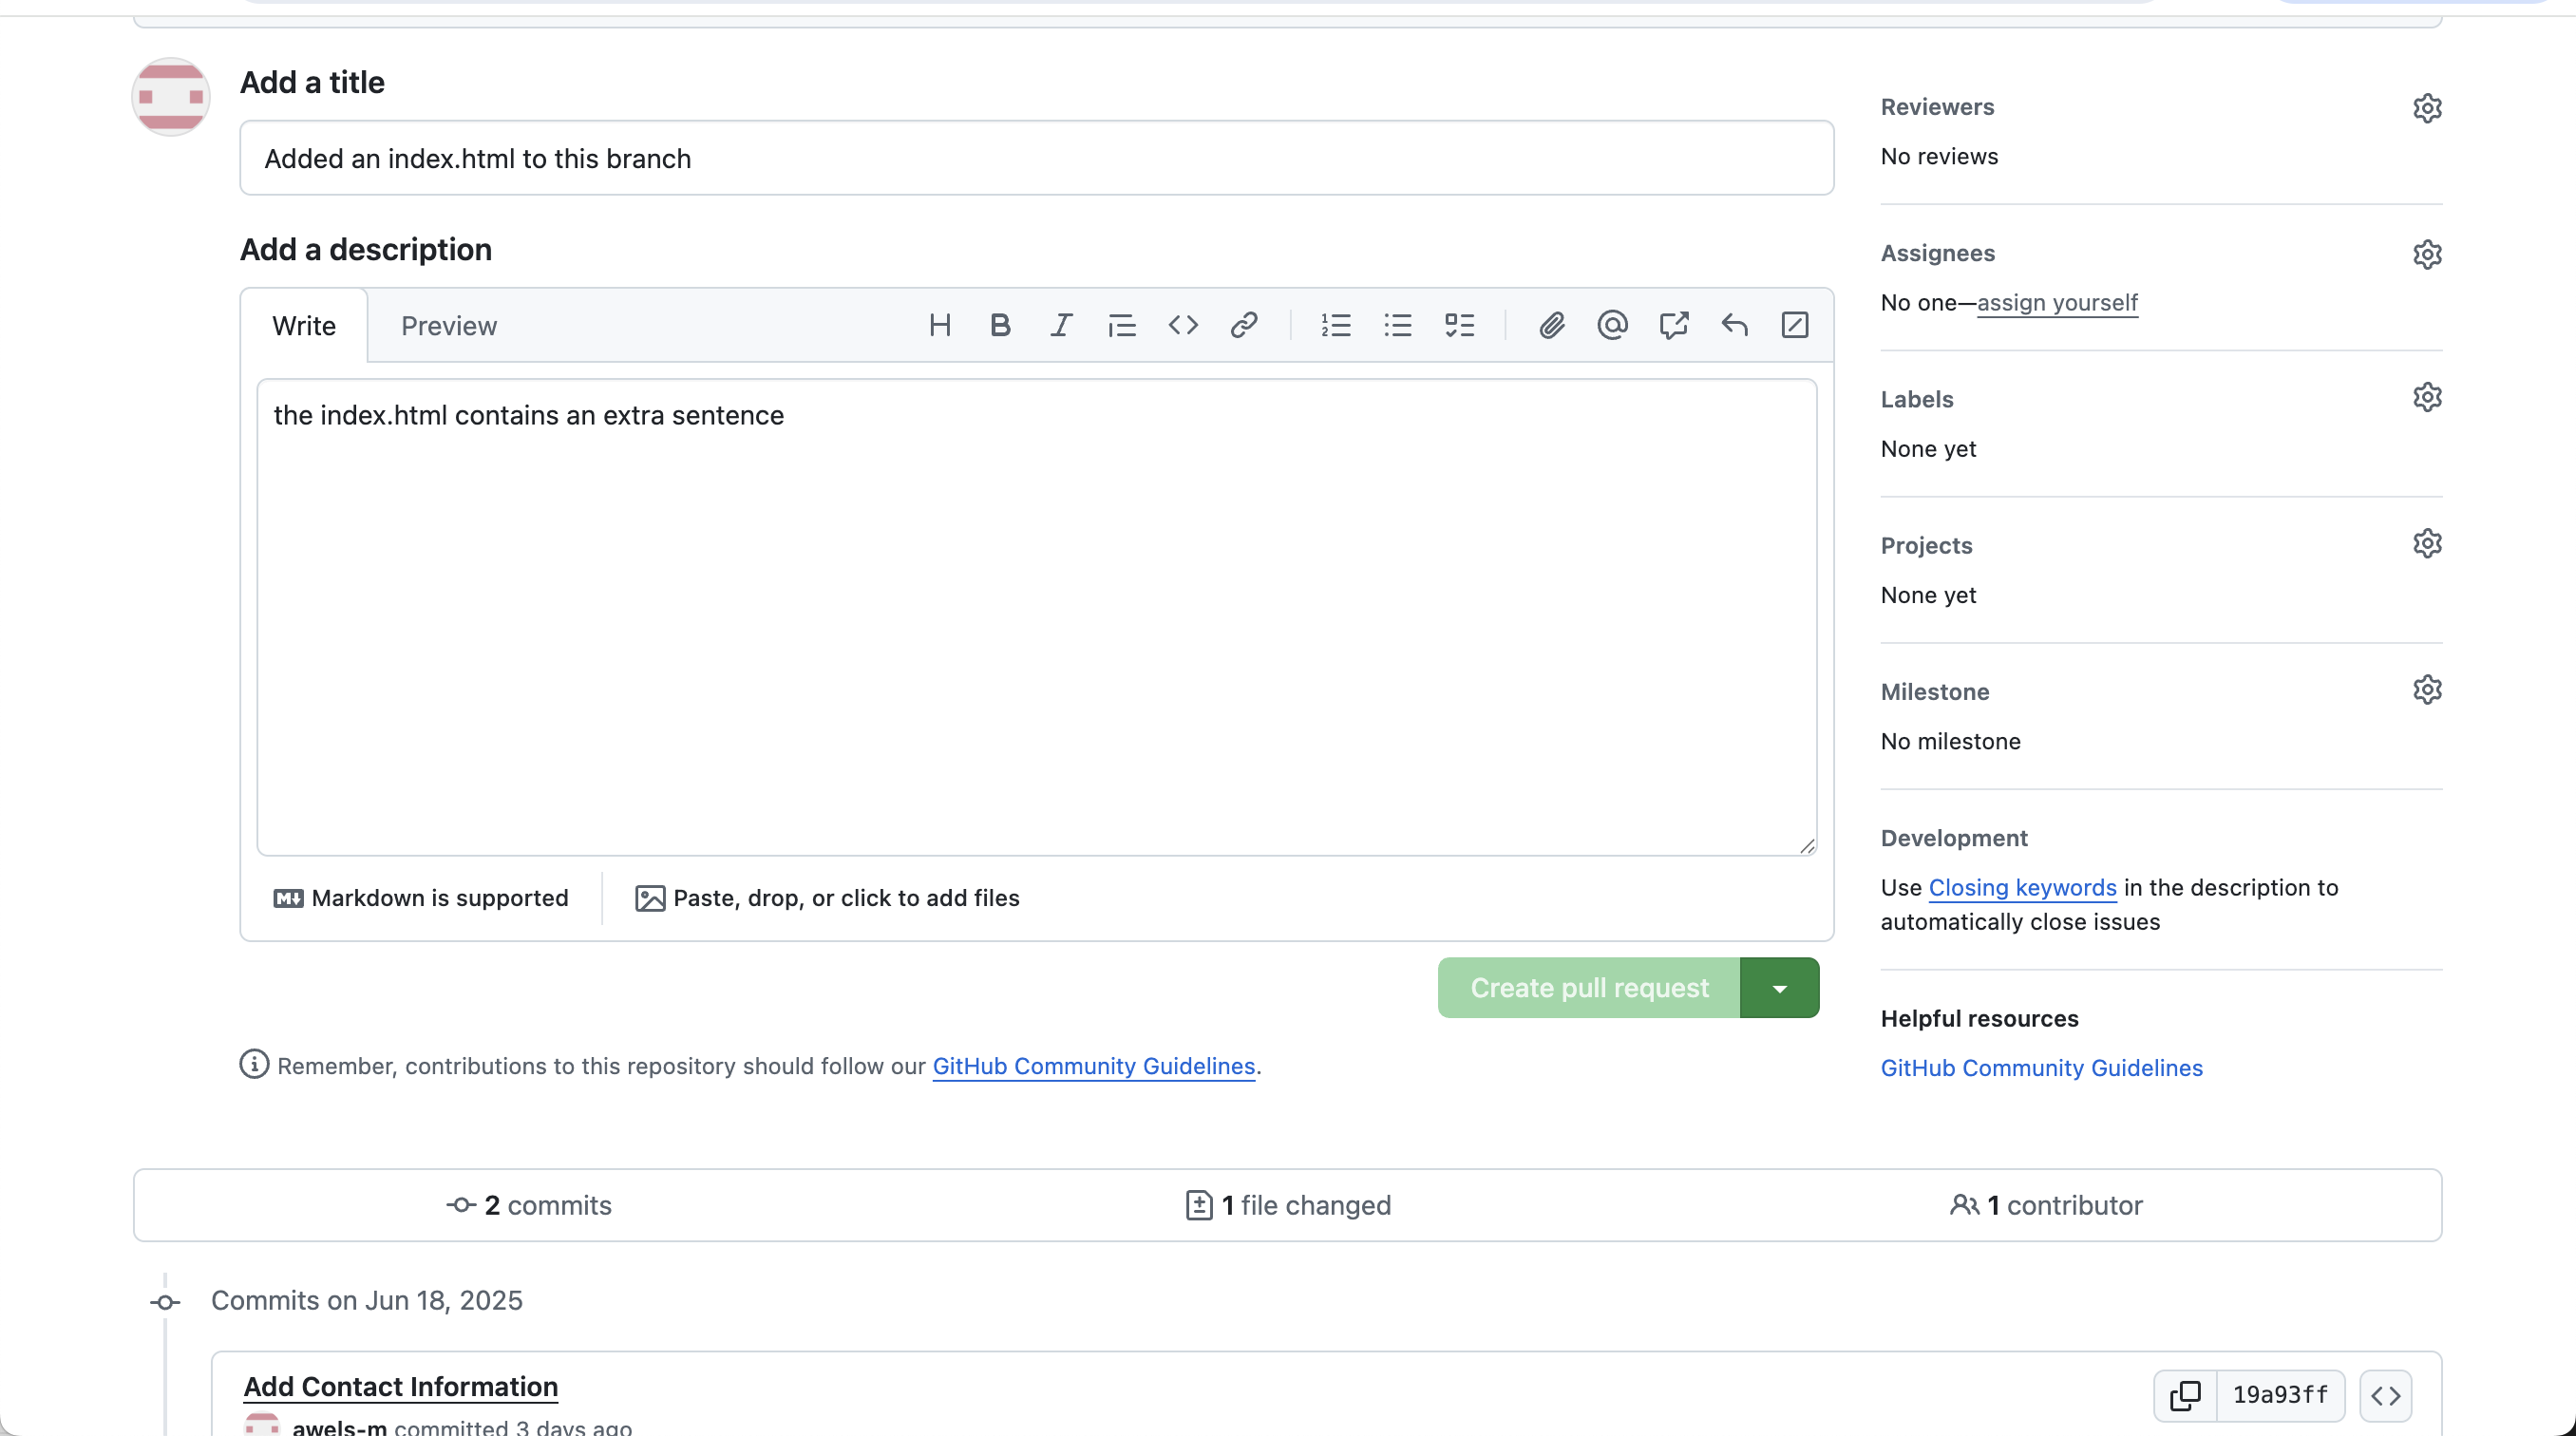 Add a title
Added an index.html to this branch
Add a description
Write
Preview
the index.html contains an extra sentence
Markdown is supported
Paste, drop, or click to add files
Create pull request
Remember, contributions to this repository should follow our GitHub Community Guidelines.
Reviewers
No reviews
Assignees
No one—assign yourself
Labels
None yet
Projects
None yet
Milestone
No milestone
Development
Use Closing keywords in the description to
automatically close issues
Helpful resources
GitHub Community Guidelines
2 commits
1 file changed
1 contributor
Commits on Jun 18, 2025
Add Contact Information
19a93ff
awels-m committed 3 days ago